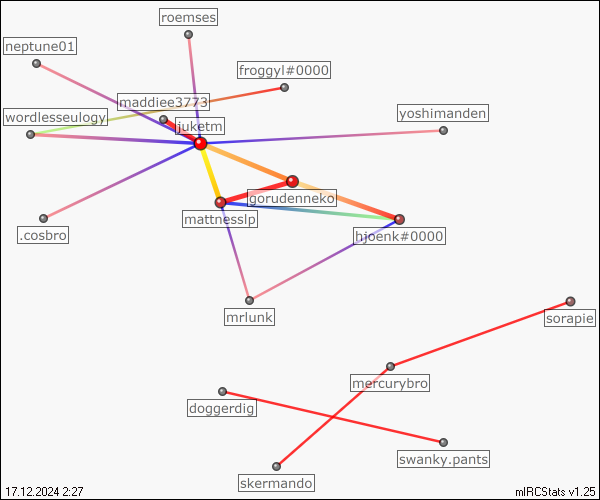 roemses
neptune01
froggyl#0000
maddiee3773
wordlesseulogy
yoshimanden
juketm
gorudenneko
mattnesslp
hjoenk#0000
.cosbro
mrlunk
sorapie
mercurybro
doggerdig
swanky.pants
skermando
17.12.2024 2:27
mIRCStats v1.25